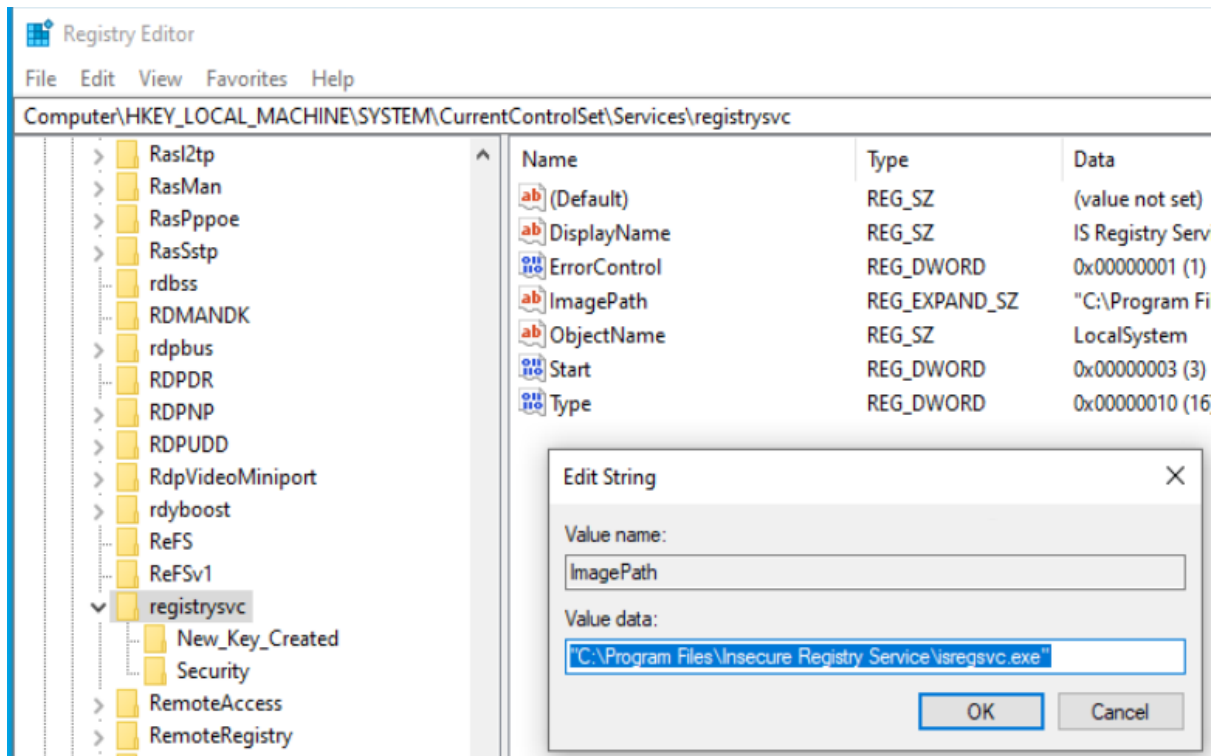 Registry Editor
File Edit View Favorites Help
Computer\HKEY_LOCAL_MACHINE\SYSTEM\CurrentControlSet\Services\registrysvc
Rasl2tp
RasMan
RasPppoe
RasSstp
rdbss
RDMANDK
rdpbus
RDPDR
RDPNP
RDPUDD
RdpVideoMiniport
rdyboost
ReFS
ReFSv1
registrysvc
New_Key_Created
Security
RemoteAccess
RemoteRegistry
Name Type Data
(Default) REG_SZ (value not set)
DisplayName REG_SZ IS Registry Serv
ErrorControl REG_DWORD 0x00000001 (1)
ImagePath REG_EXPAND_SZ "C:\Program Fi
ObjectName REG_SZ LocalSystem
Start REG_DWORD 0x00000003 (3)
Type REG_DWORD 0x00000010 (16)
Edit String
Value name:
ImagePath
Value data:
"C:\Program Files\Insecure Registry Service\isregsvc.exe"
OK Cancel